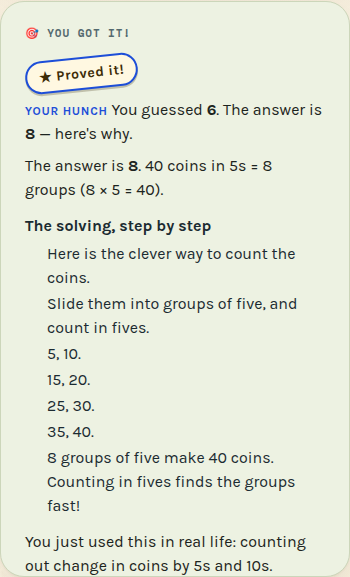 🎯 YOU GOT IT!
★ Proved it!
YOUR HUNCH You guessed 6. The answer is
8 — here's why.
The answer is 8. 40 coins in 5s = 8
groups (8 × 5 = 40).
The solving, step by step
Here is the clever way to count the
coins.
Slide them into groups of five, and
count in fives.
5, 10.
15, 20.
25, 30.
35, 40.
8 groups of five make 40 coins.
Counting in fives finds the groups
fast!
You just used this in real life: counting
out change in coins by 5s and 10s.